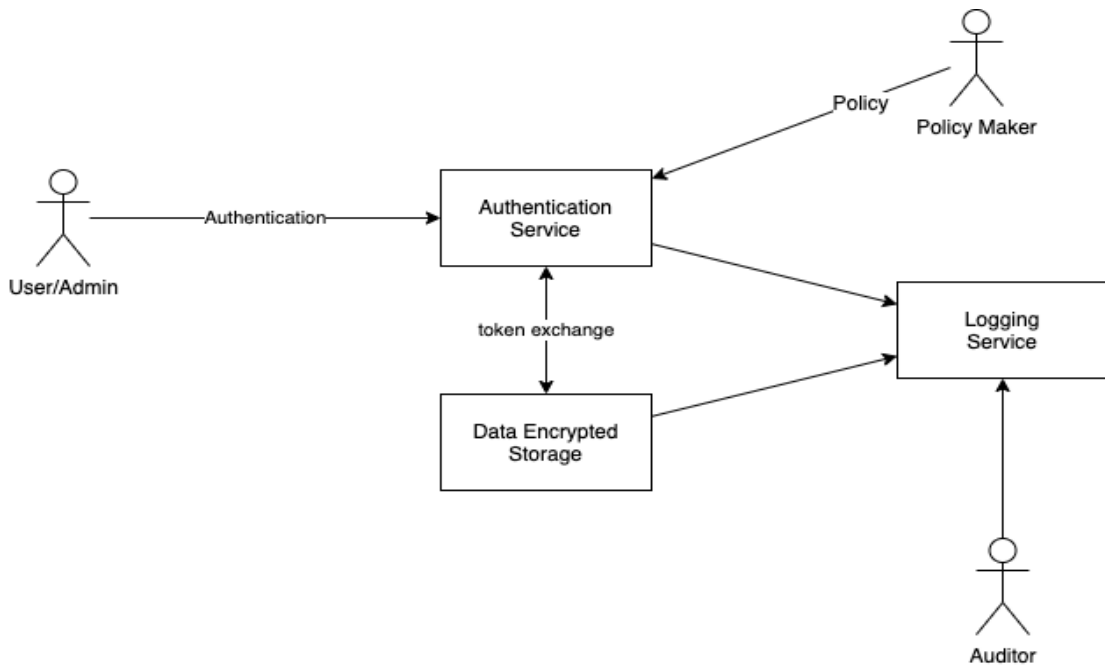 Policy
Policy Maker
Authentication
Service
Authentication
User/Admin
token exchange
Logging
Service
Data Encrypted
Storage
Auditor